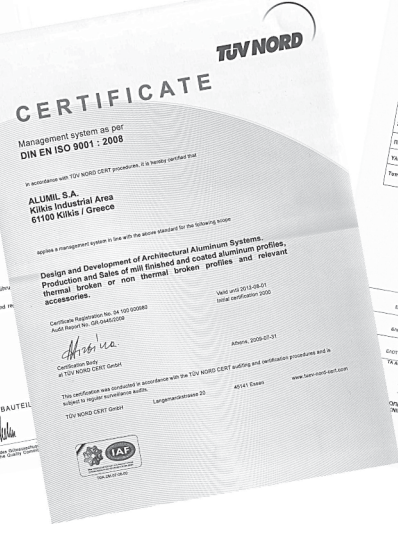 TÜV NORD
CERTIFICATE
Management system as per
DIN EN ISO 9001 : 2008
In accordance with TÜV NORD CERT procedures, it is hereby certified that
ALUMIL S.A.
Kilkis Industrial Area
61100 Kilkis / Greece
applies a management system in line with the above standard for the following scope
Design and Development of Architectural Aluminum Systems.
Production and Sales of mill finished and coated aluminum profiles,
thermal broken or non thermal broken profiles and relevant
accessories.
Certificate Registration No. 04 100 000980
Audit Report No. GR-0445/2009
Valid until 2012-08-01
Initial certification 2000
Certification Body
at TÜV NORD CERT GmbH
Athens, 2009-07-31
This certification was conducted in accordance with the TÜV NORD CERT auditing and certification procedures and is
subject to regular surveillance audits.
TÜV NORD CERT GmbH
Langemarckstrasse 20
45141 Essen
www.tuev-nord-cert.com
IAF
BAUTEIL